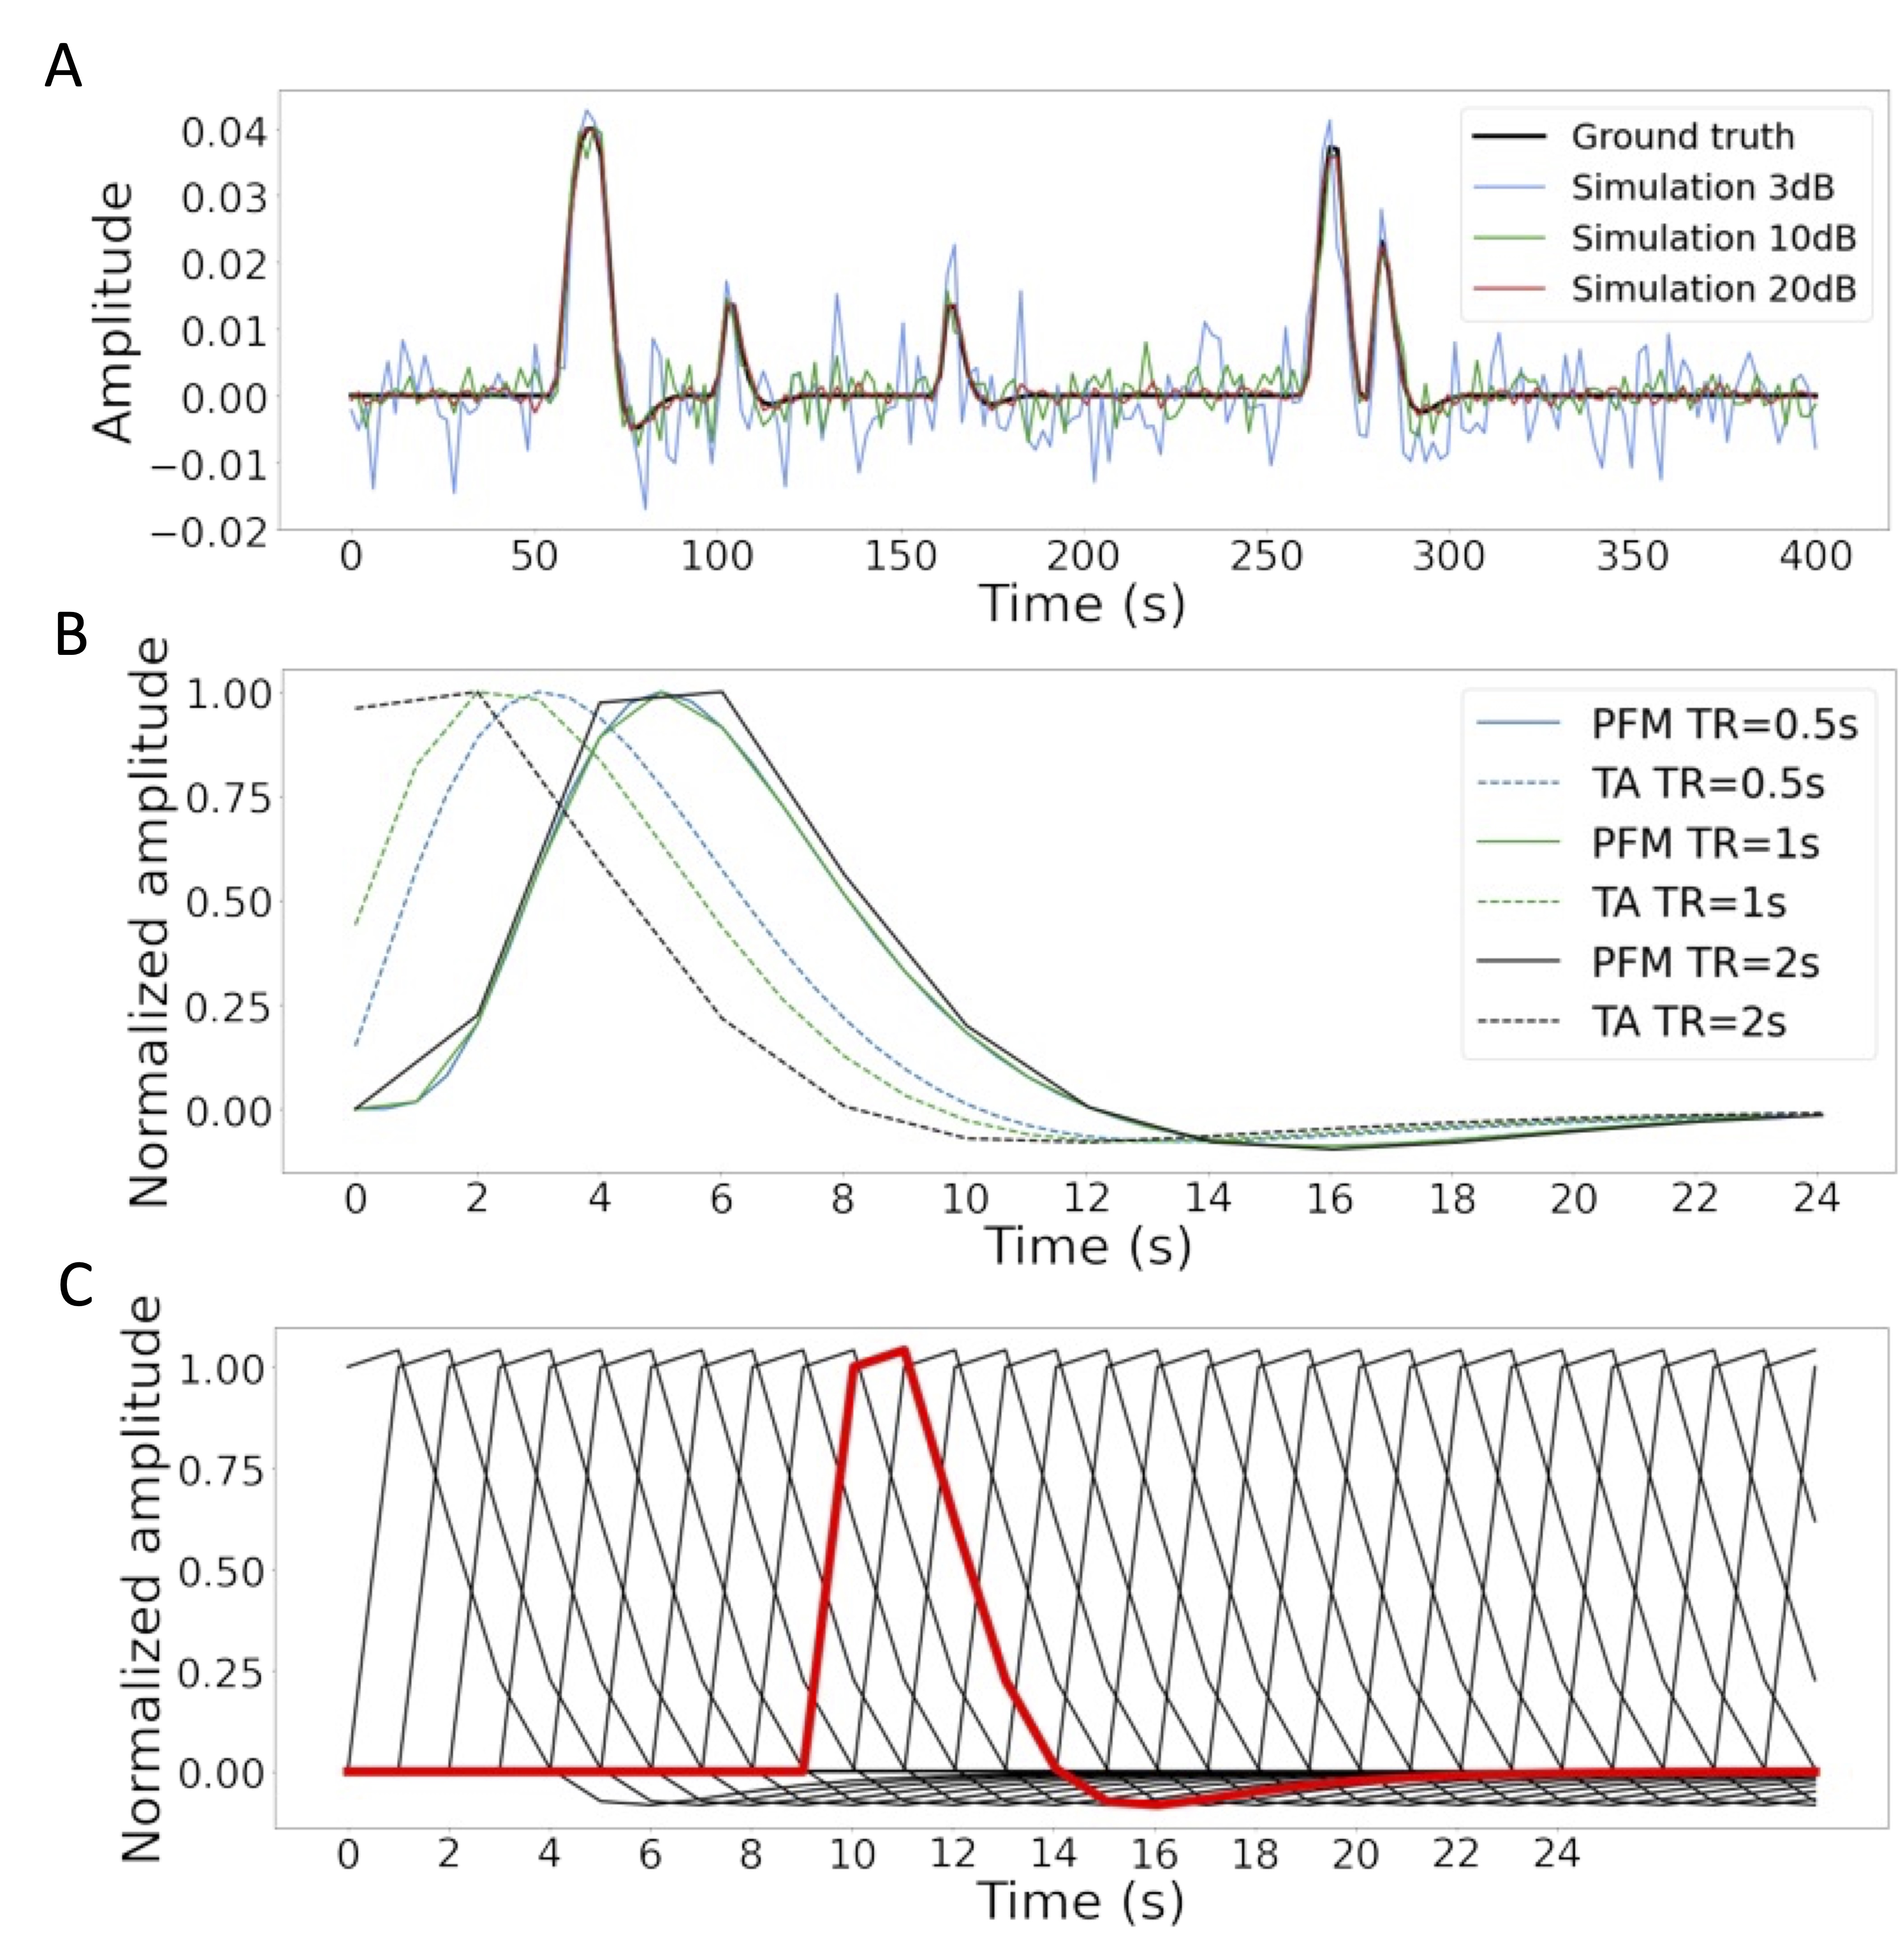 A
Amplitude
0.04
0.03
0.02
0.01
0.00
−0.01
−0.02
Ground truth
Simulation 3dB
Simulation 10dB
Simulation 20dB
0 50 100 150 200 250 300 350 400
Time (s)
B
Normalized amplitude
1.00
0.75
0.50
0.25
0.00
PFM TR=0.5s
TA TR=0.5s
PFM TR=1s
TA TR=1s
PFM TR=2s
TA TR=2s
0 2 4 6 8 10 12 14 16 18 20 22 24
Time (s)
C
Normalized amplitude
1.00
0.75
0.50
0.25
0.00
0 2 4 6 8 10 12 14 16 18 20 22 24
Time (s)